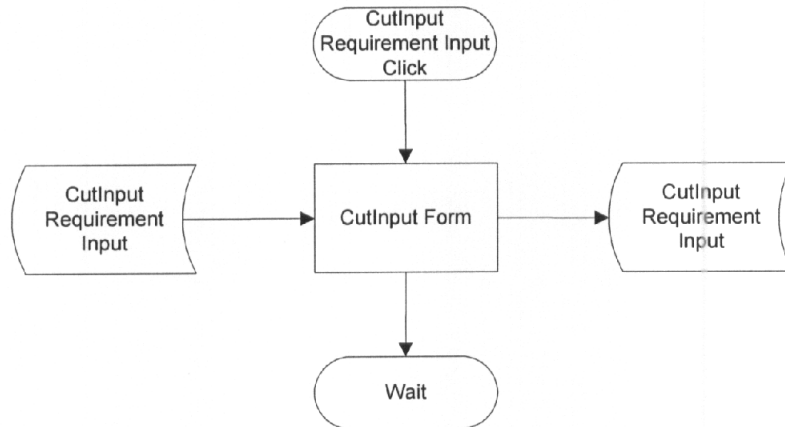 CutInput
Requirement Input
Click
CutInput
Requirement
Input
CutInput Form
CutInput
Requirement
Input
Wait